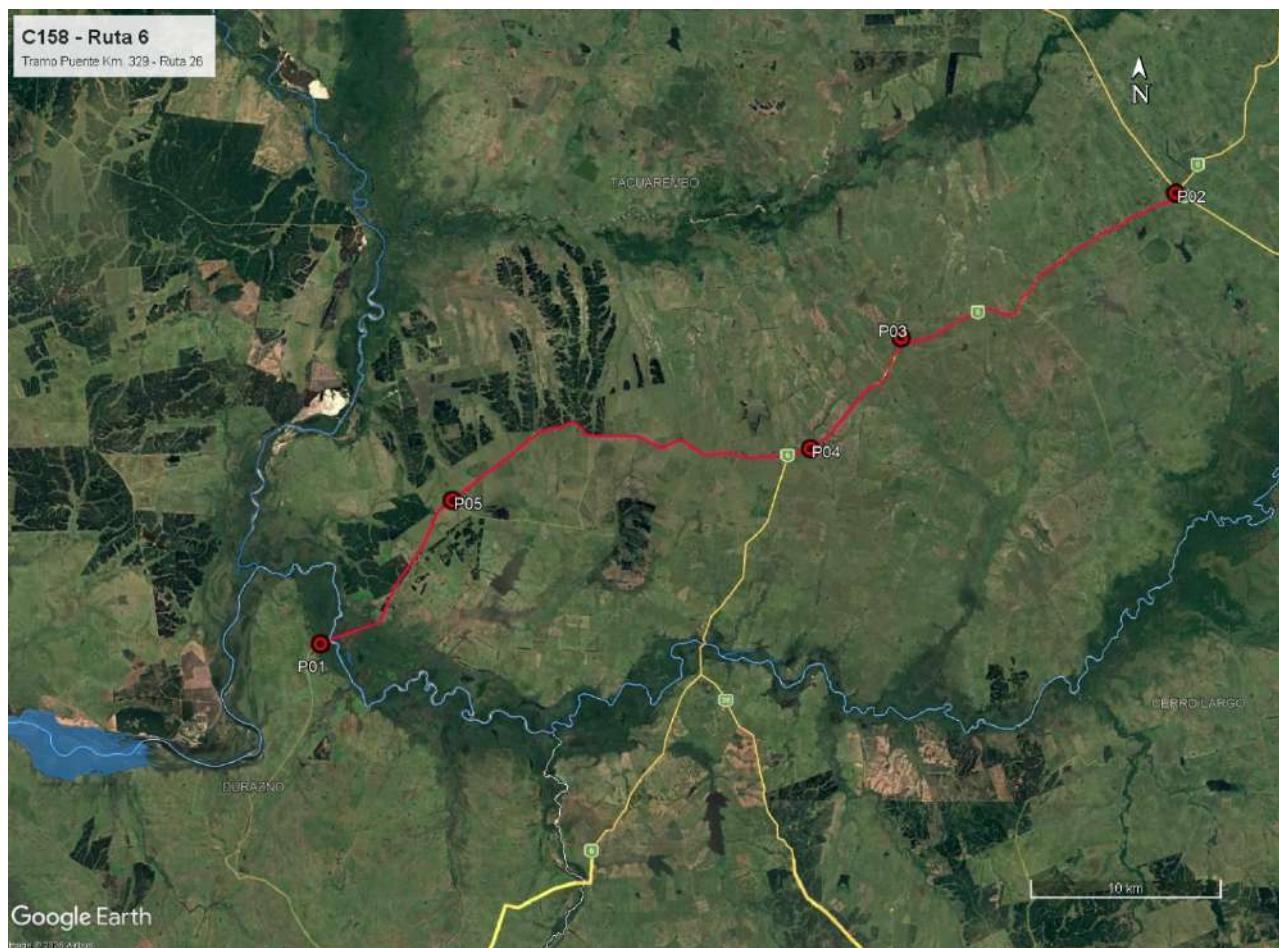 C158 - Ruta 6
Tramo Puente Km. 329 - Ruta 26
N
6
TACUAREMBO
P02
6
P03
6
P04
P05
P01
CERRO LARGO
DURAZNO
6
10 km
Google Earth